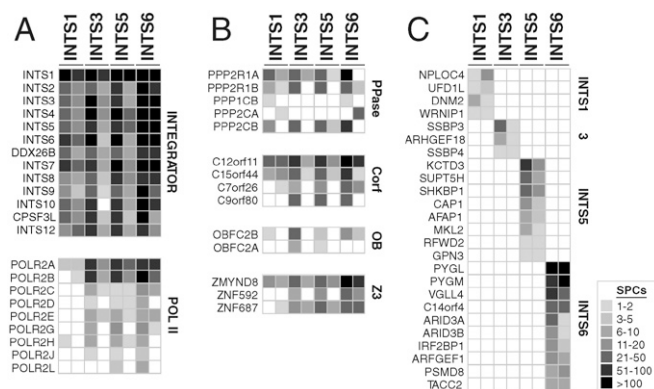 A
INTS1 INTS3 INTS5 INTS6
INTS1
INTS2
INTS3
INTS4
INTS5
INTS6
DDX26B
INTS7
INTS8
INTS9
INTS10
CPSF3L
INTS12
INTEGRATOR
POLR2A
POLR2B
POLR2C
POLR2D
POLR2E
POLR2G
POLR2H
POLR2J
POLR2L
POL II
B
INTS1 INTS3 INTS5 INTS6
PPP2R1A
PPP2R1B
PPP1CB
PPP2CA
PPP2CB
PPase
C12orf11
C15orf44
C7orf26
C9orf80
Corf
OBFC2B
OBFC2A
OB
ZMYND8
ZNF592
ZNF687
Z3
C
INTS1 INTS3 INTS5 INTS6
NPLOC4
UFD1L
DNM2
WRNIP1
INTS1
SSBP3
ARHGEF18
SSBP4
3
KCTD3
SUPT5H
SHKBP1
CAP1
AFAP1
MKL2
RFWD2
GPN3
INTS5
PYGL
PYGM
VGLL4
C14orf4
ARID3A
ARID3B
IRF2BP1
ARFGEF1
PSMD8
TACC2
INTS6
SPCs
1-2
3-5
6-10
11-20
21-50
51-100
>100